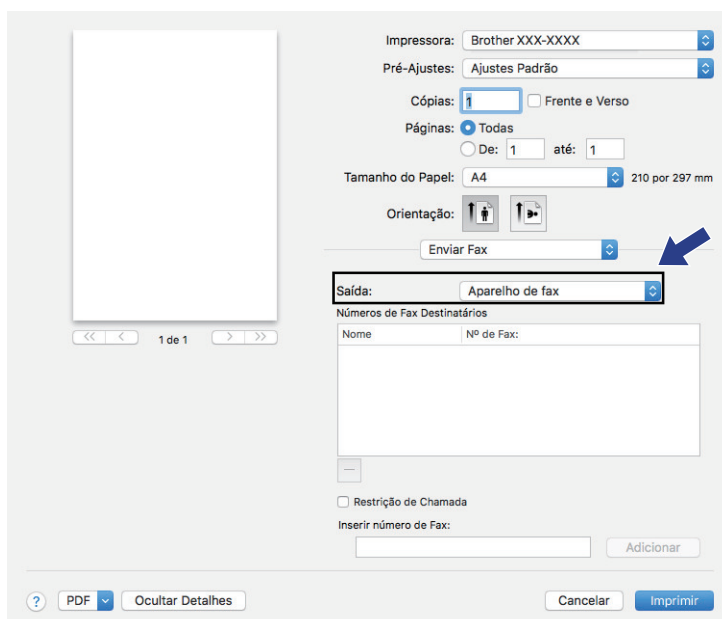 Impressora: Brother XXX-XXXX
Pré-Ajustes: Ajustes Padrão
Cópias: 1 Frente e Verso
Páginas: Todas
De: 1 até: 1
Tamanho do Papel: A4 210 por 297 mm
Orientação:
Enviar Fax
Saída: Aparelho de fax
Números de Fax Destinatários
Nome Nº de Fax:
<< < 1 de 1 > >>
Restrição de Chamada
Inserir número de Fax:
Adicionar
? PDF Ocultar Detalhes Cancelar Imprimir